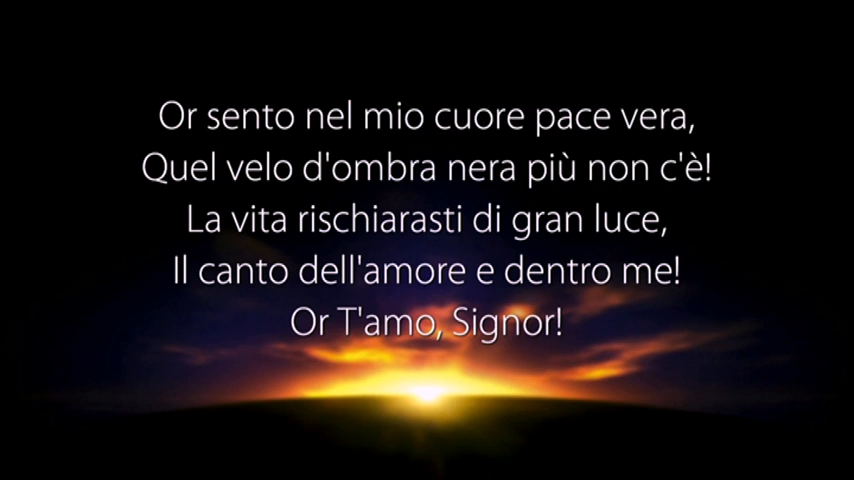 Or sento nel mio cuore pace vera,
Quel velo d'ombra nera più non c'è!
La vita rischiarasti di gran luce,
Il canto dell'amore e dentro me!
Or T'amo, Signor!